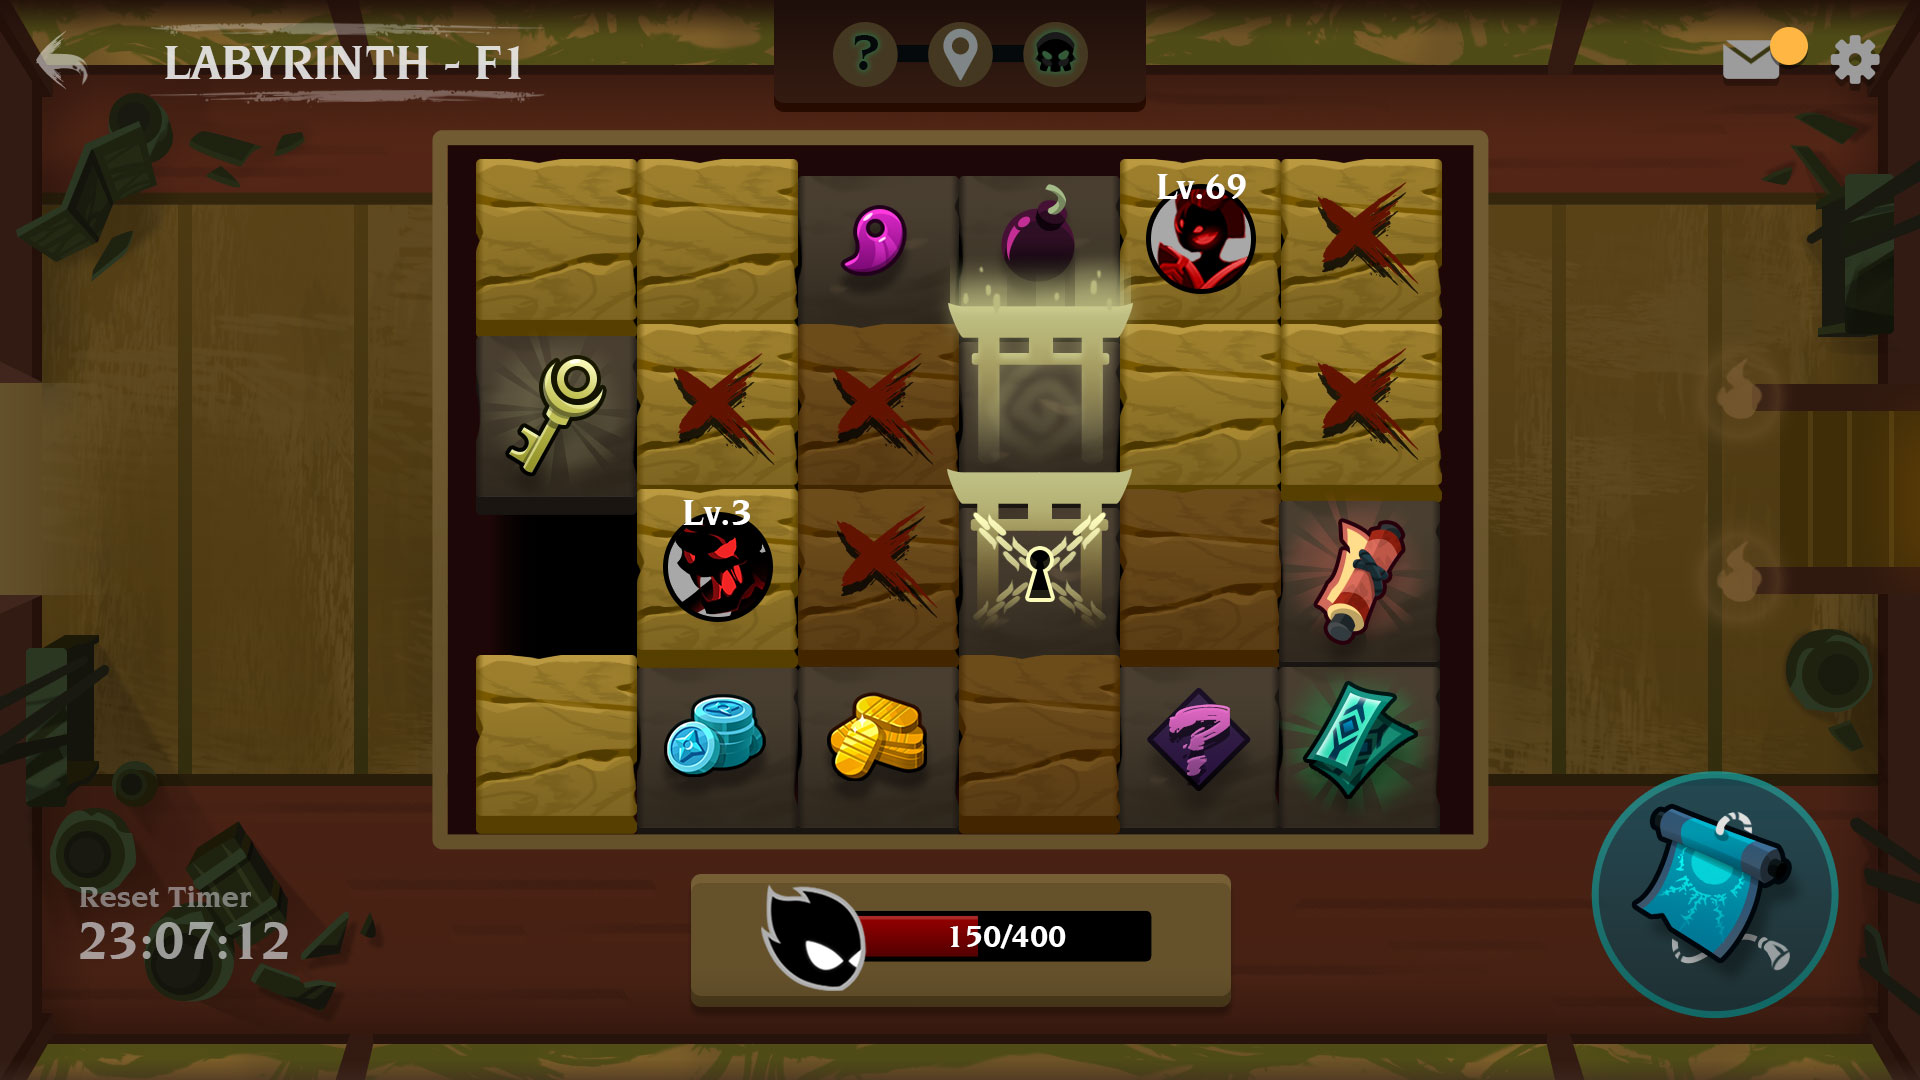 LABYRINTH - F1
?
Lv.69
Lv.3
?
150/400
Reset Timer
23:07:12